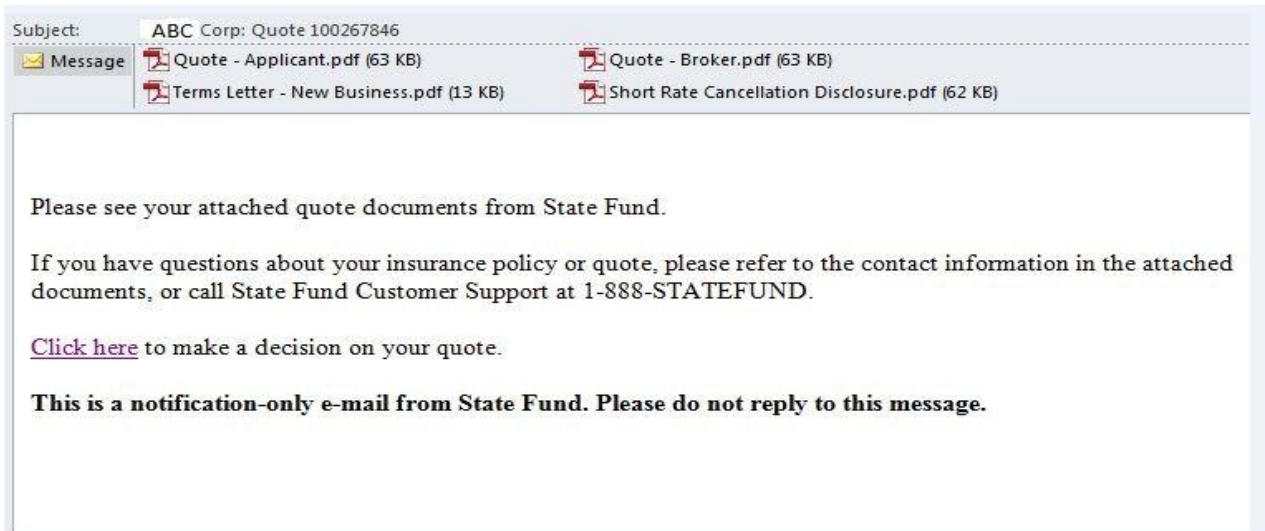 Subject: ABC Corp: Quote 100267846
Message Quote - Applicant.pdf (63 KB) Quote - Broker.pdf (63 KB)
Terms Letter - New Business.pdf (13 KB) Short Rate Cancellation Disclosure.pdf (62 KB)
Please see your attached quote documents from State Fund.
If you have questions about your insurance policy or quote, please refer to the contact information in the attached
documents, or call State Fund Customer Support at 1-888-STATEFUND.
Click here to make a decision on your quote.
This is a notification-only e-mail from State Fund. Please do not reply to this message.